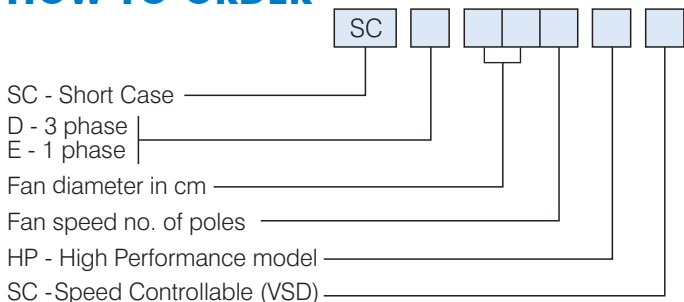 HOW TO ORDER
SC
SC - Short Case
D - 3 phase
E - 1 phase
Fan diameter in cm
Fan speed no. of poles
HP - High Performance model
SC -Speed Controllable (VSD)